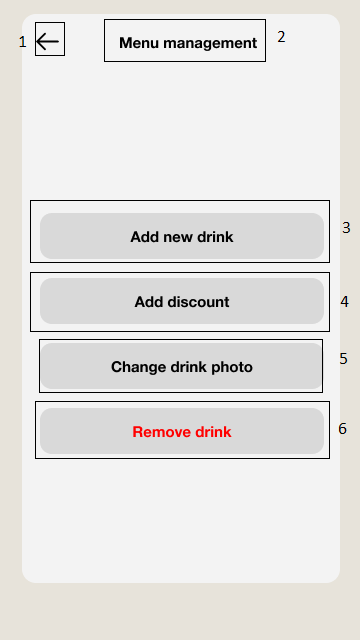 1
Menu management
2
Add new drink
3
Add discount
4
Change drink photo
5
Remove drink
6